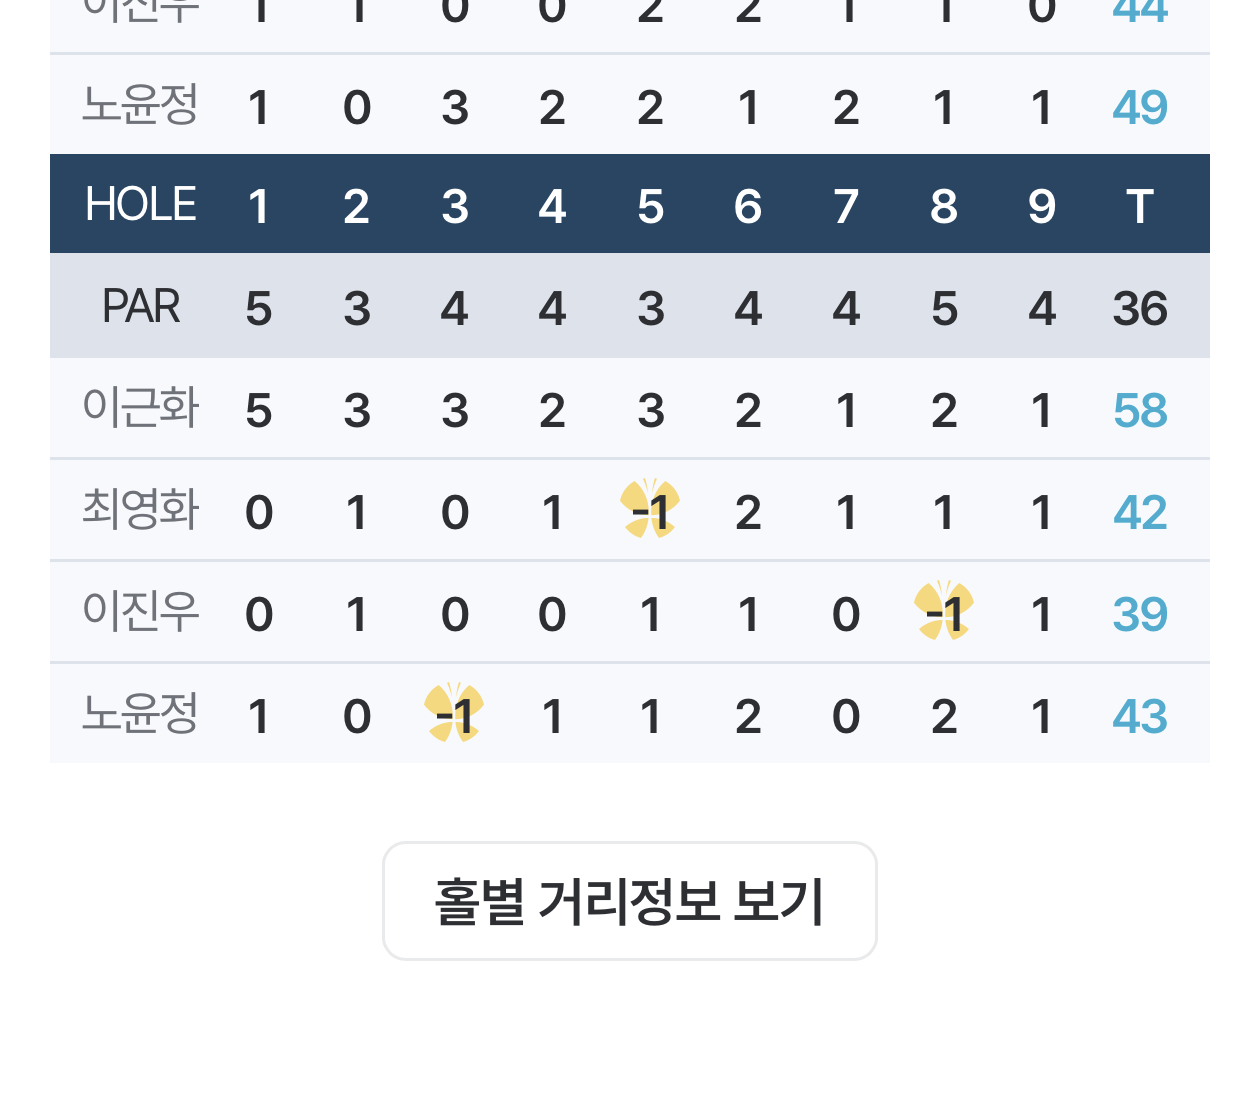 이진우 1 1 0 0 2 2 1 1 0 44
노윤정 1 0 3 2 2 1 2 1 1 49
HOLE 1 2 3 4 5 6 7 8 9 T
PAR 5 3 4 4 3 4 4 5 4 36
이근화 5 3 3 2 3 2 1 2 1 58
최영화 0 1 0 1 -1 2 1 1 1 42
이진우 0 1 0 0 1 1 0 -1 1 39
노윤정 1 0 -1 1 1 2 0 2 1 43
홀별 거리정보 보기